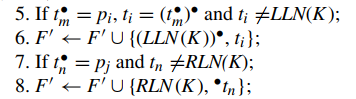 5. If t•m = pi, ti = (t•m)• and ti ≠LLN(K);
6. F′ ← F′ ∪ {(LLN(K))•, ti};
7. If t•n = pj and tn ≠RLN(K);
8. F′ ← F′∪ {RLN(K), •tn};